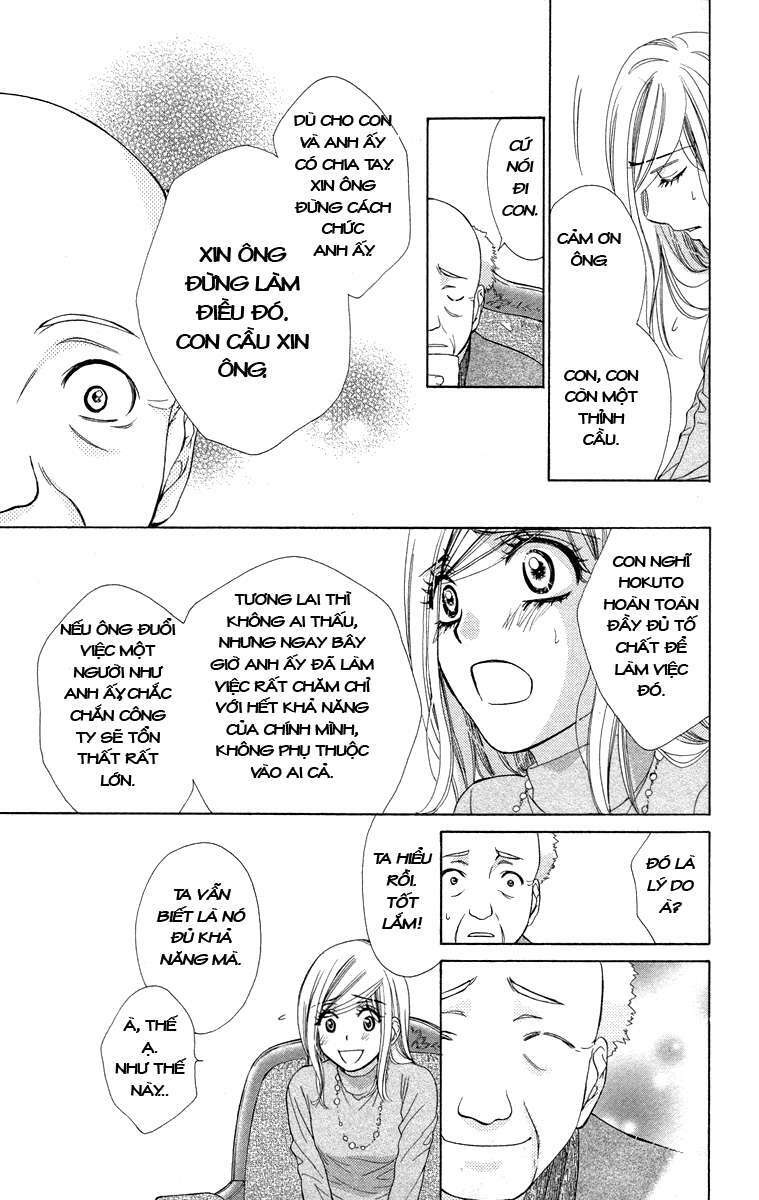 CẢM ƠN
ÔNG.
CON, CON
CÒN MỘT
THỈNH
CẦU.
CỨ
NÓI
ĐI
CON.
DÙ CHO CON
VÀ ANH ẤY
CÓ CHIA TAY.
XIN ÔNG
ĐỪNG CÁCH
CHỨC
ANH ẤY.
XIN ÔNG
ĐỪNG LÀM
ĐIỀU ĐÓ.
CON CẦU XIN
ÔNG.
CON NGHĨ
HOKUTO
HOÀN TOÀN
ĐẦY ĐỦ TỐ
CHẤT ĐỂ
LÀM VIỆC
ĐÓ.
TƯƠNG LAI THÌ
KHÔNG AI THẤU,
NHƯNG NGAY BÂY
GIỜ ANH ẤY ĐÃ LÀM
VIỆC RẤT CHĂM CHỈ
VỚI HẾT KHẢ NĂNG
CỦA CHÍNH MÌNH,
KHÔNG PHỤ THUỘC
VÀO AI CẢ.
NẾU ÔNG ĐUỔI
VIỆC MỘT
NGƯỜI NHƯ
ANH ẤY, CHẮC
CHẮN CÔNG
TY SẼ TỔN
THẤT RẤT
LỚN.
ĐÓ LÀ
LÝ DO
À?
TA HIỂU
RỒI.
TỐT
LẮM!
TA VẪN
BIẾT LÀ NÓ
ĐỦ KHẢ
NĂNG MÀ.
À, THẾ
Ạ.
NHƯ THẾ
NÀY...